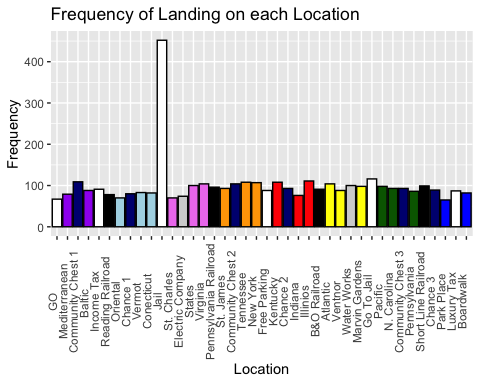 Frequency of Landing on each Location
Frequency
400
300
200
100
0
GO
Mediterranean
Community Chest 1
Baltic
Income Tax
Reading Railroad
Oriental
Chance 1
Vermot
Conecticut
Jail
St. Charles
Electric Company
States
Virginia
Pennsylvania Railroad
St. James
Community Chest 2
Tennessee
New York
Free Parking
Kentucky
Chance 2
Indiana
Illinios
B&O Railroad
Atlantic
Ventnor
Water Works
Marvin Gardens
Go To Jail
Pacific
N. Carolina
Community Chest 3
Pennsylvania
Short Line Railroad
Chance 3
Park Place
Luxury Tax
Boardwalk
Location